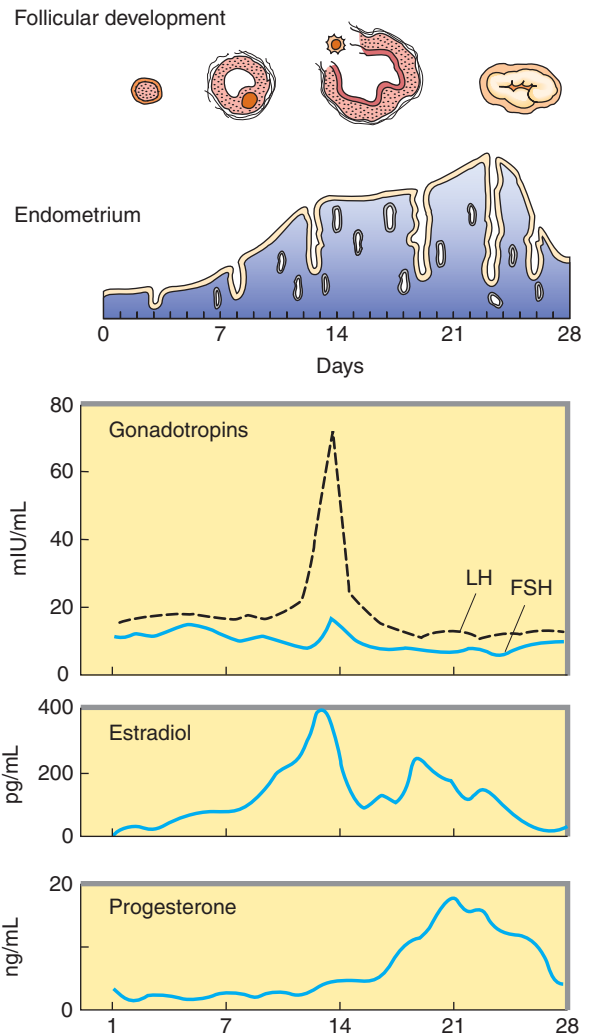 Follicular development
Endometrium
0 7 14 21 28
Days
80
Gonadotropins
60
mIU/mL
40
LH
FSH
20
0
400
Estradiol
pg/mL
200
0
20
Progesterone
ng/mL
0
1 7 14 21 28